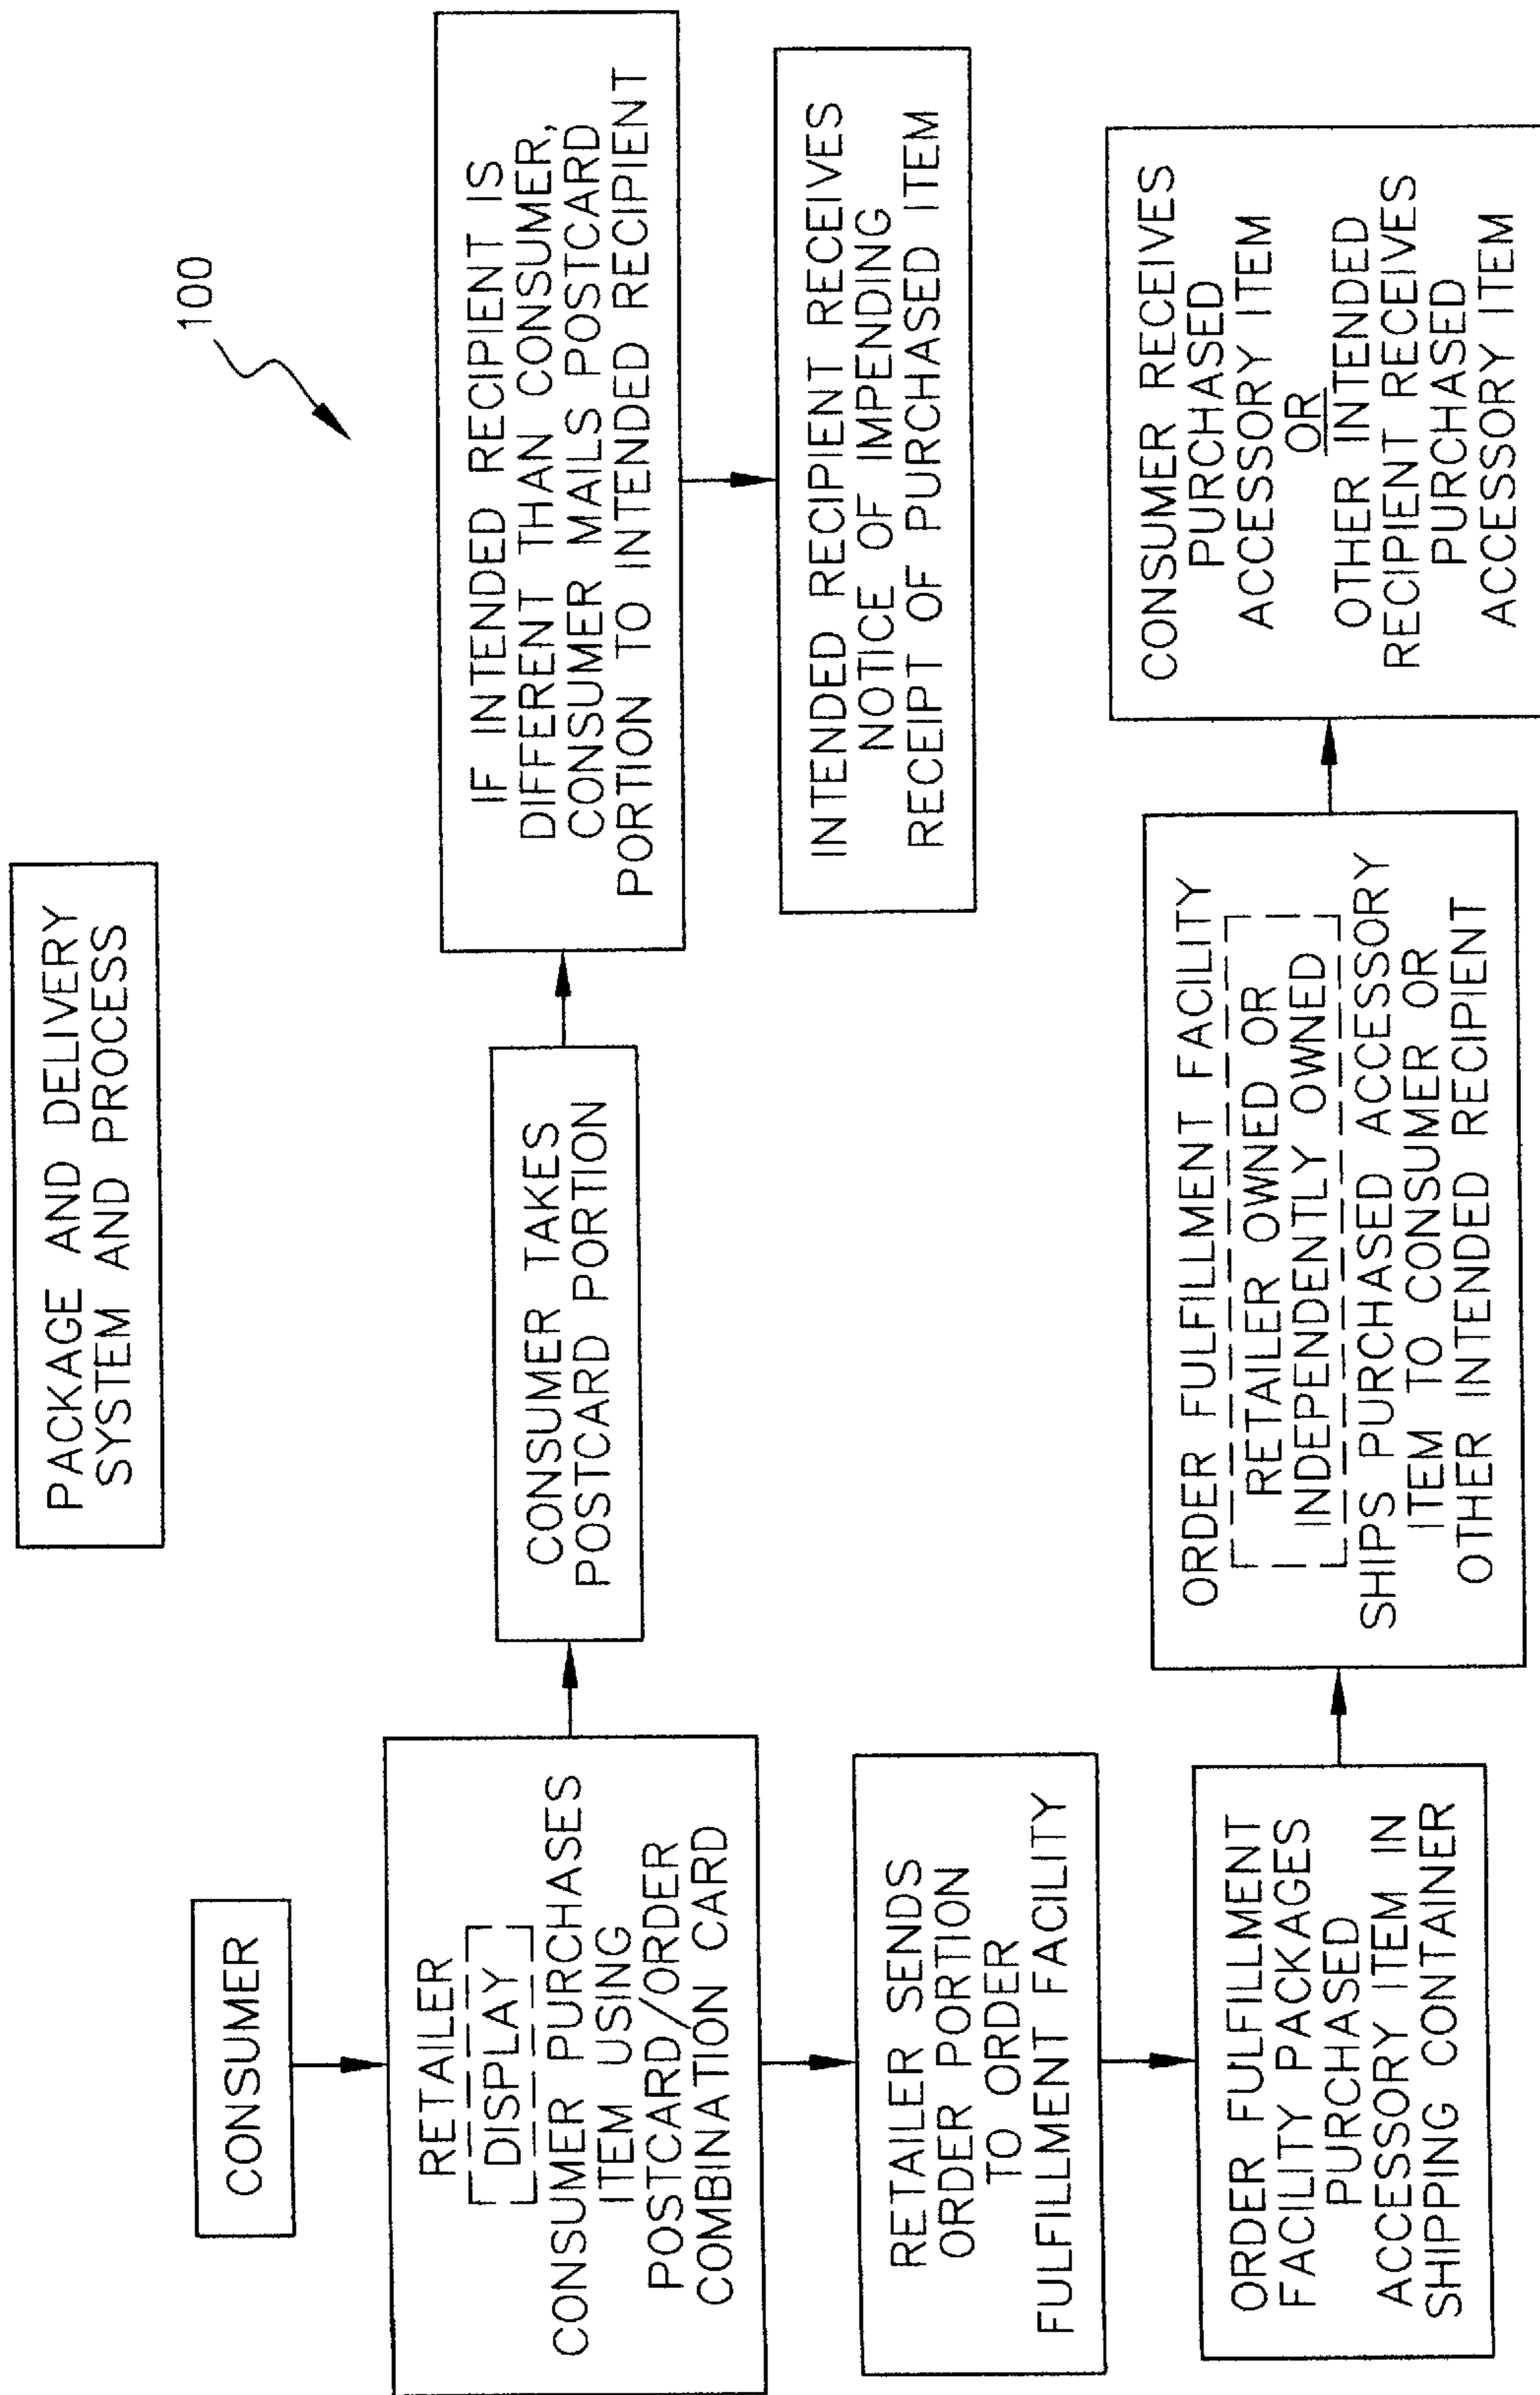 PACKAGE AND DELIVERY
SYSTEM AND PROCESS
100
CONSUMER
RETAILER
DISPLAY
CONSUMER PURCHASES
ITEM USING
POSTCARD/ORDER
COMBINATION CARD
CONSUMER TAKES
POSTCARD PORTION
IF INTENDED RECIPIENT IS
DIFFERENT THAN CONSUMER,
CONSUMER MAILS POSTCARD
PORTION TO INTENDED RECIPIENT
INTENDED RECIPIENT RECEIVES
NOTICE OF IMPENDING
RECEIPT OF PURCHASED ITEM
RETAILER SENDS
ORDER PORTION
TO ORDER
FULFILLMENT FACILITY
ORDER FULFILLMENT
FACILITY PACKAGES
PURCHASED
ACCESSORY ITEM IN
SHIPPING CONTAINER
ORDER FULFILLMENT FACILITY
RETAILER OWNED OR
INDEPENDENTLY OWNED
SHIPS PURCHASED ACCESSORY
ITEM TO CONSUMER OR
OTHER INTENDED RECIPIENT
CONSUMER RECEIVES
PURCHASED
ACCESSORY ITEM
OR
OTHER INTENDED
RECIPIENT RECEIVES
PURCHASED
ACCESSORY ITEM